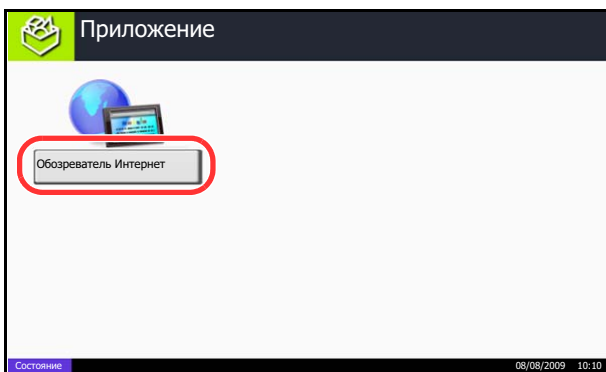 Приложение
Обозреватель Интернет
Состояние
08/08/2009 10:10